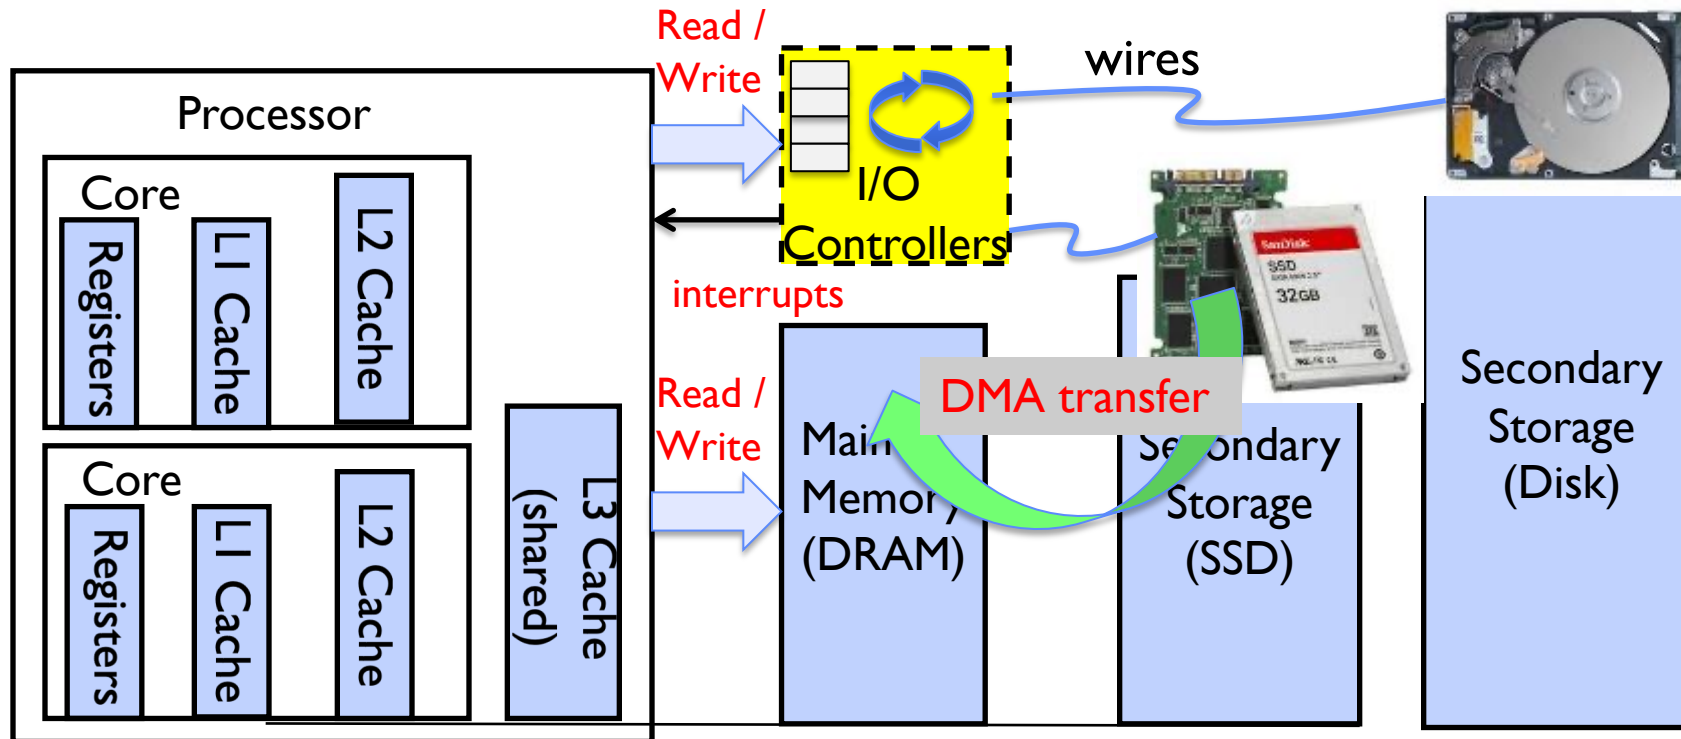 Read /
Write
wires
Processor
Core
Registers
L1 Cache
L2 Cache
I/O
Controllers
interrupts
SanDisk
SSD
32GB
Read /
Write
DMA transfer
Main
Memory
(DRAM)
Secondary
Storage
(SSD)
Secondary
Storage
(Disk)
Core
Registers
L1 Cache
L2 Cache
L3 Cache
(shared)